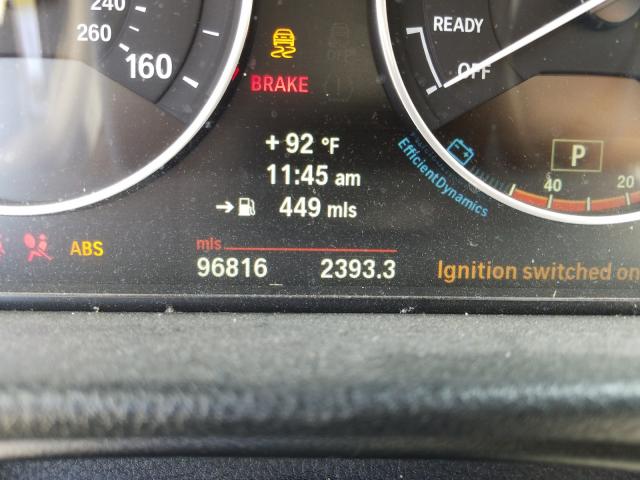 240
260
160
BRAKE
OFF
READY
OFF
+ 92 °F
11:45 am
→ 449 mls
EfficientDynamics
P
40
20
ABS
mls
96816 2393.3
Ignition switched on